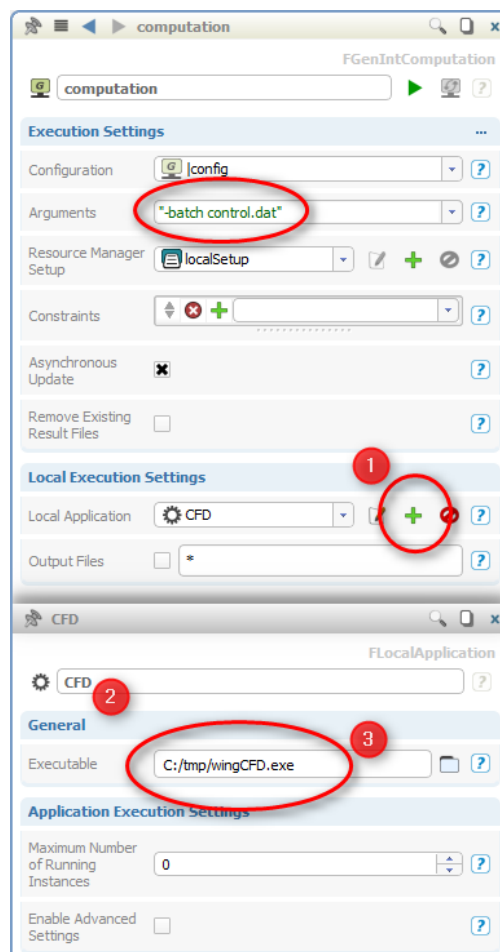 computation
FGenIntComputation
computation
Execution Settings
Configuration
|config
Arguments
"-batch control.dat"
Resource Manager
Setup
localSetup
Constraints
Asynchronous
Update
Remove Existing
Result Files
Local Execution Settings
1
Local Application
CFD
Output Files
*
CFD
FLocalApplication
CFD
2
General
3
Executable
C:/tmp/wingCFD.exe
Application Execution Settings
Maximum Number
of Running
Instances
0
Enable Advanced
Settings